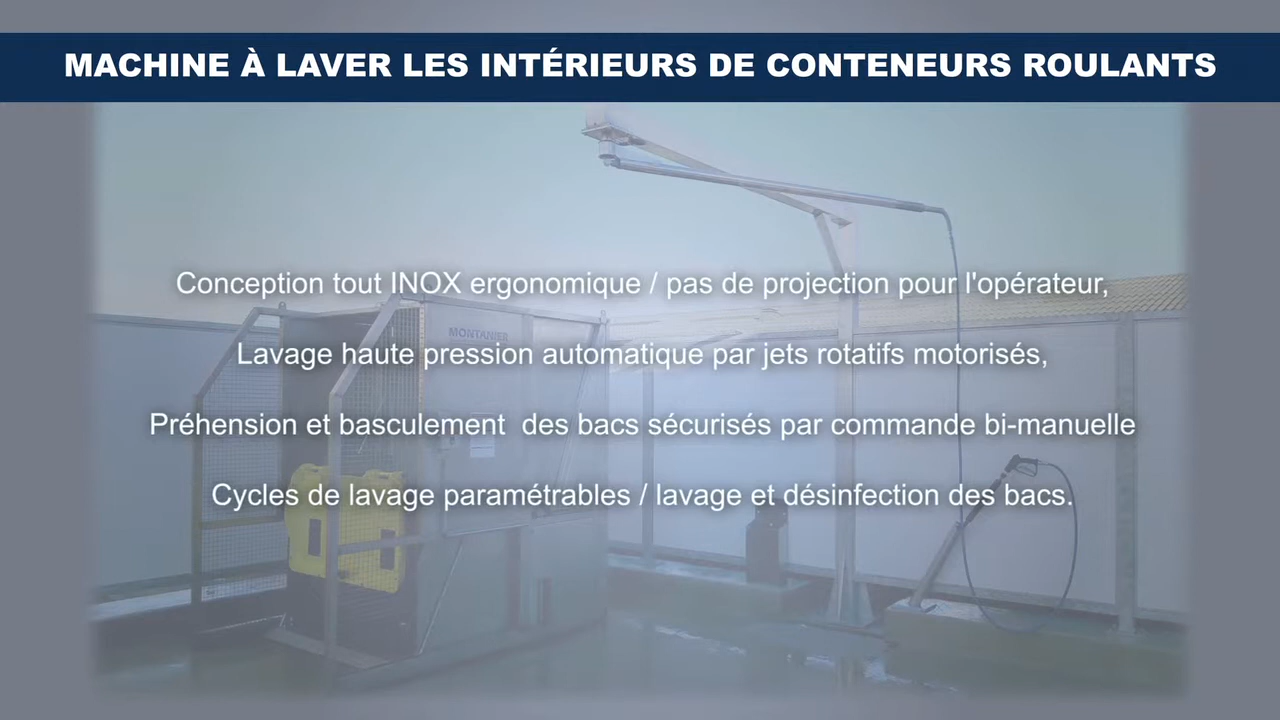 MACHINE À LAVER LES INTÉRIEURS DE CONTENEURS ROULANTS
Conception tout INOX ergonomique / pas de projection pour l'opérateur,
MONTANIER
Lavage haute pression automatique par jets rotatifs motorisés,
Préhension et basculement  des bacs sécurisés par commande bi-manuelle
Cycles de lavage paramétrables / lavage et désinfection des bacs.